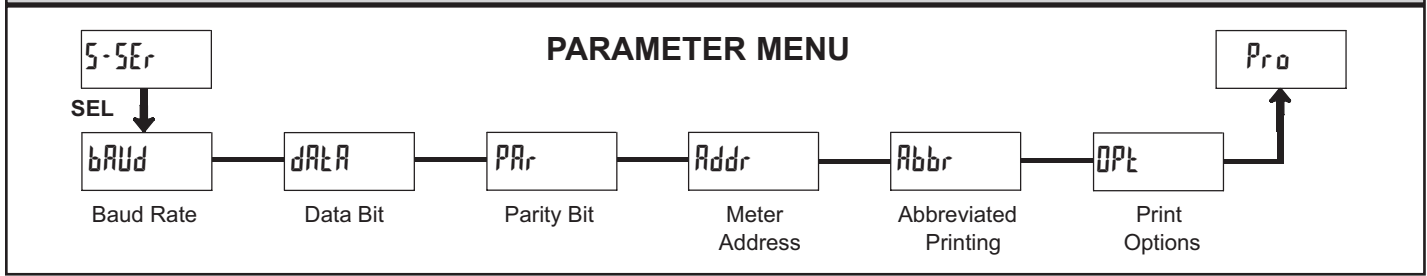 PARAMETER MENU
5-SEr
Pro
SEL
bAUd
dAtA
PAr
Addr
Abbr
OPt
Baud Rate
Data Bit
Parity Bit
Meter
Address
Abbreviated
Printing
Print
Options